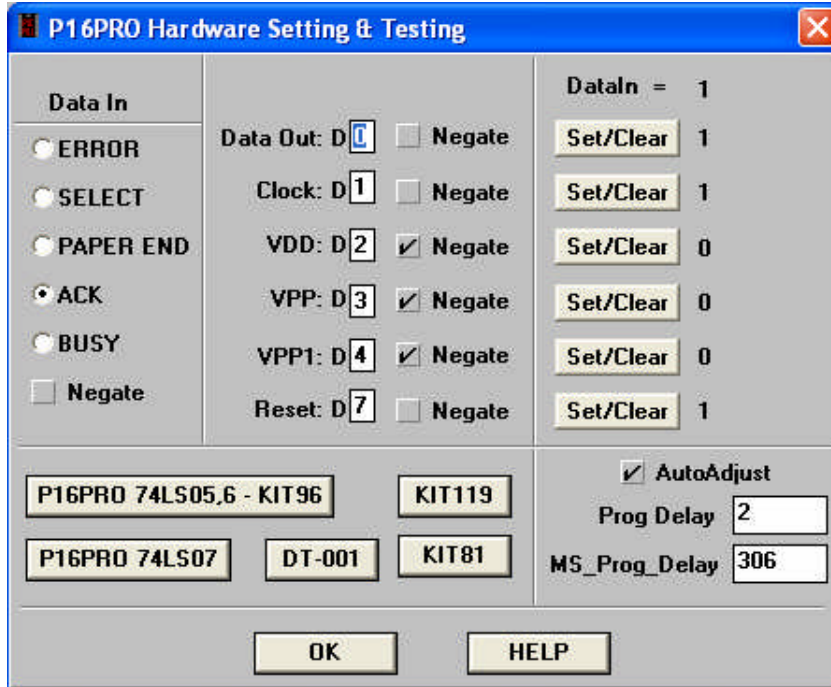 P16PRO Hardware Setting & Testing
Data In
ERROR
SELECT
PAPER END
ACK
BUSY
Negate
DataIn = 1
Data Out: D 0 Negate Set/Clear 1
Clock: D 1 Negate Set/Clear 1
VDD: D 2 Negate Set/Clear 0
VPP: D 3 Negate Set/Clear 0
VPP1: D 4 Negate Set/Clear 0
Reset: D 7 Negate Set/Clear 1
P16PRO 74LS05,6 - KIT96 KIT119
P16PRO 74LS07 DT-001 KIT81
AutoAdjust
Prog Delay 2
MS_Prog_Delay 306
OK HELP